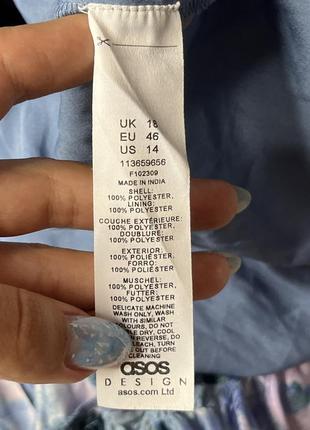 UK 18
EU 46
US 14
113659656
F102309
MADE IN INDIA
SHELL:
100% POLYESTER,
LINING:
100% POLYESTER
COUCHE EXTÉRIEURE:
100% POLYESTER,
DOUBLURE:
100% POLYESTER
EXTERIOR:
100% POLIÉSTER,
FORRO:
100% POLIÉSTER
MUSCHEL:
100% POLYESTER,
FUTTER:
100% POLYESTER
DELICATE MACHINE
WASH ONLY, WASH
WITH SIMILAR
COLOURS, DO NOT
DRY, COOL
REVERSE, DO
TURN
BEFORE
CLEANING
asos
DESIGN
asos.com Ltd